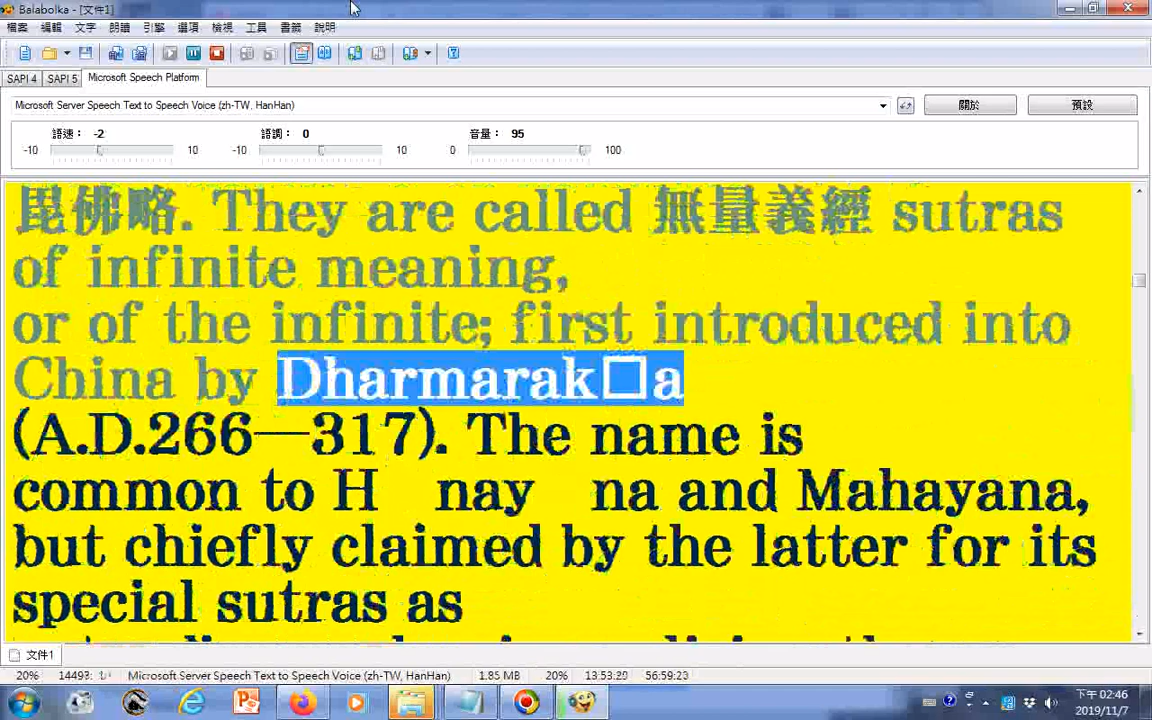 Balabolka - [文件1]
檔案 編輯 文字 朗讀 引擎 選項 檢視 工具 書籤 說明
SAPI 4 SAPI 5 Microsoft Speech Platform
Microsoft Server Speech Text to Speech Voice (zh-TW, HanHan) 關於 預設
語速： -2 語調： 0 音量： 95
-10 10 -10 10 0 100
毘佛略. They are called 無量義經 sutras
of infinite meaning,
or of the infinite; first introduced into
China by Dharmarak□a
(A.D.266—317). The name is
common to H nay na and Mahayana,
but chiefly claimed by the latter for its
special sutras as
文件1
20% Microsoft Server Speech Text to Speech Voice (zh-TW, HanHan) 1.85 MB 20% 13:53:20 56:59:23
下午 02:46
2019/11/7